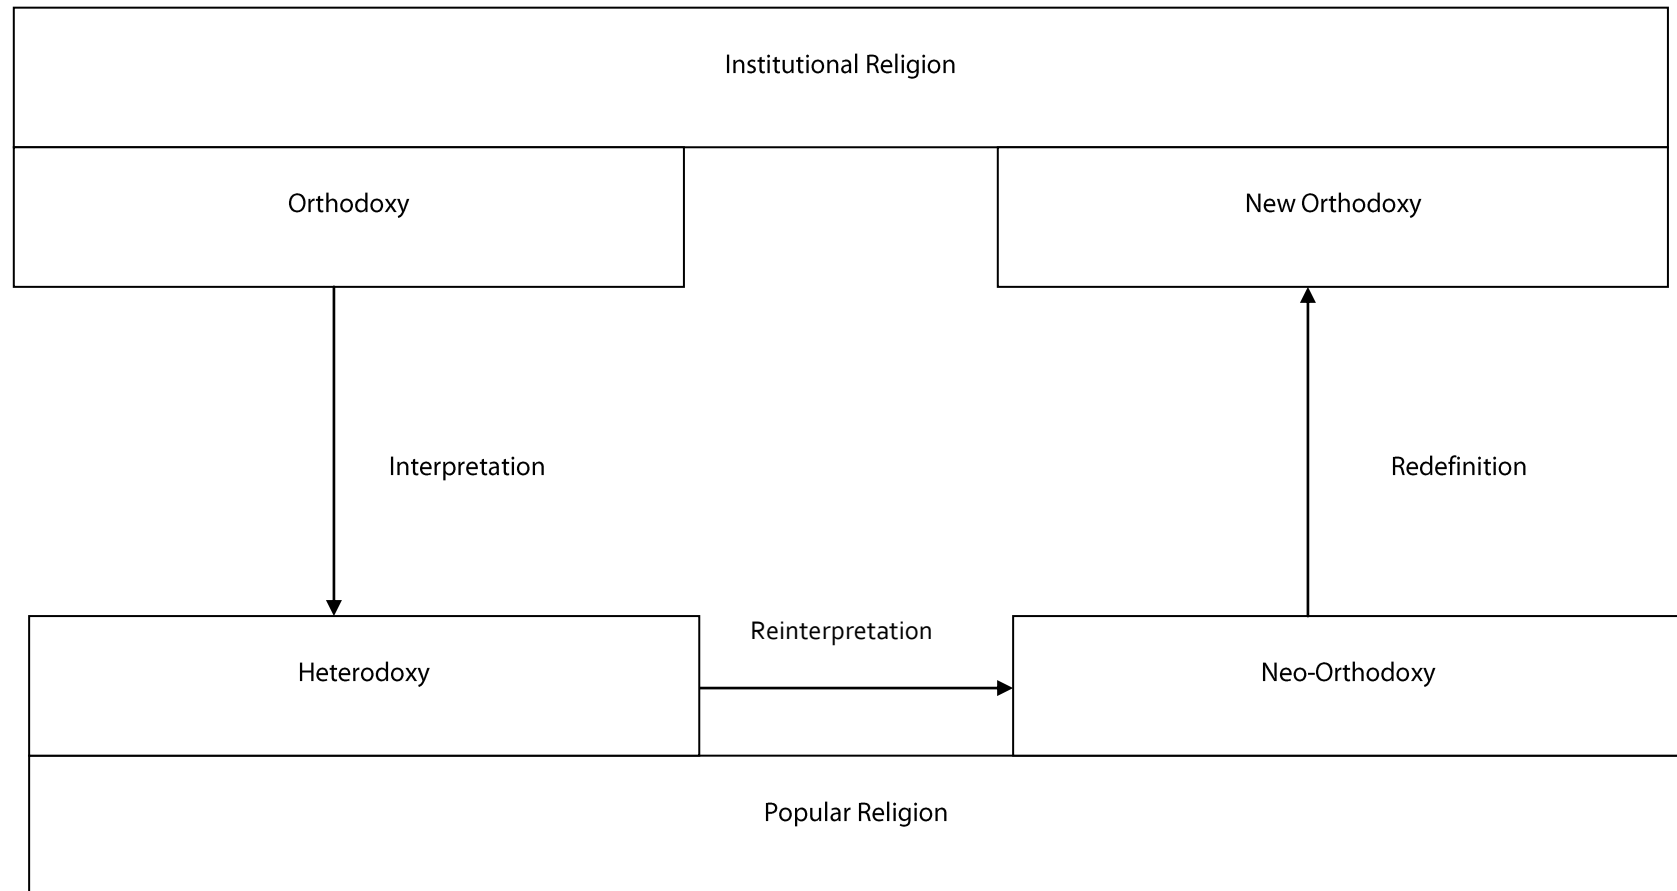 Institutional Religion
Orthodoxy
New Orthodoxy
Interpretation
Redefinition
Reinterpretation
Heterodoxy
Neo-Orthodoxy
Popular Religion